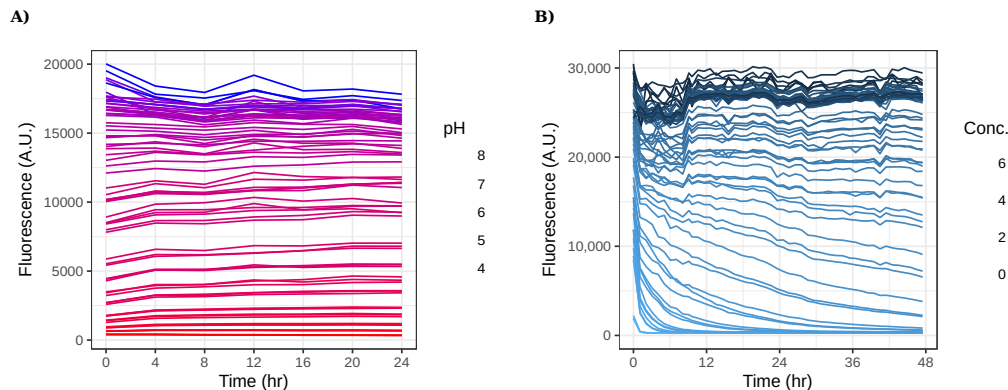 A)
20000
15000
10000
5000
0
Fluorescence (A.U.)
0 4 8 12 16 20 24
Time (hr)
pH
8
7
6
5
4
B)
30,000
20,000
10,000
0
Fluorescence (A.U.)
0 12 24 36 48
Time (hr)
Conc.
6
4
2
0